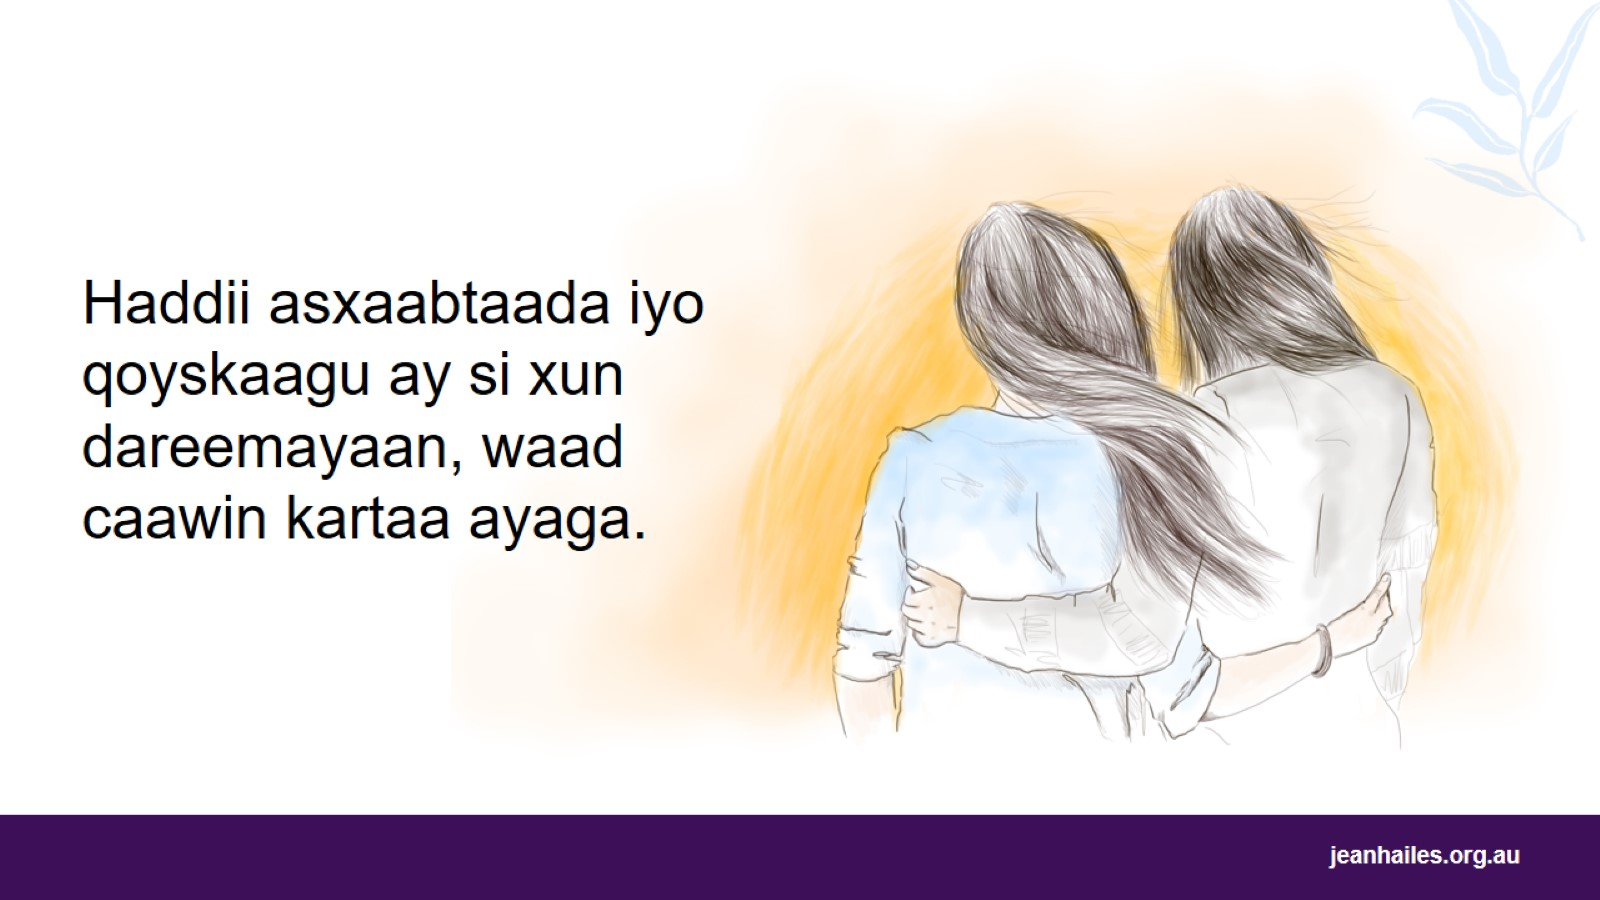 Haddii asxaabtaada iyo
qoyskaagu ay si xun
dareemayaan, waad
caawin kartaa ayaga.
jeanhailes.org.au